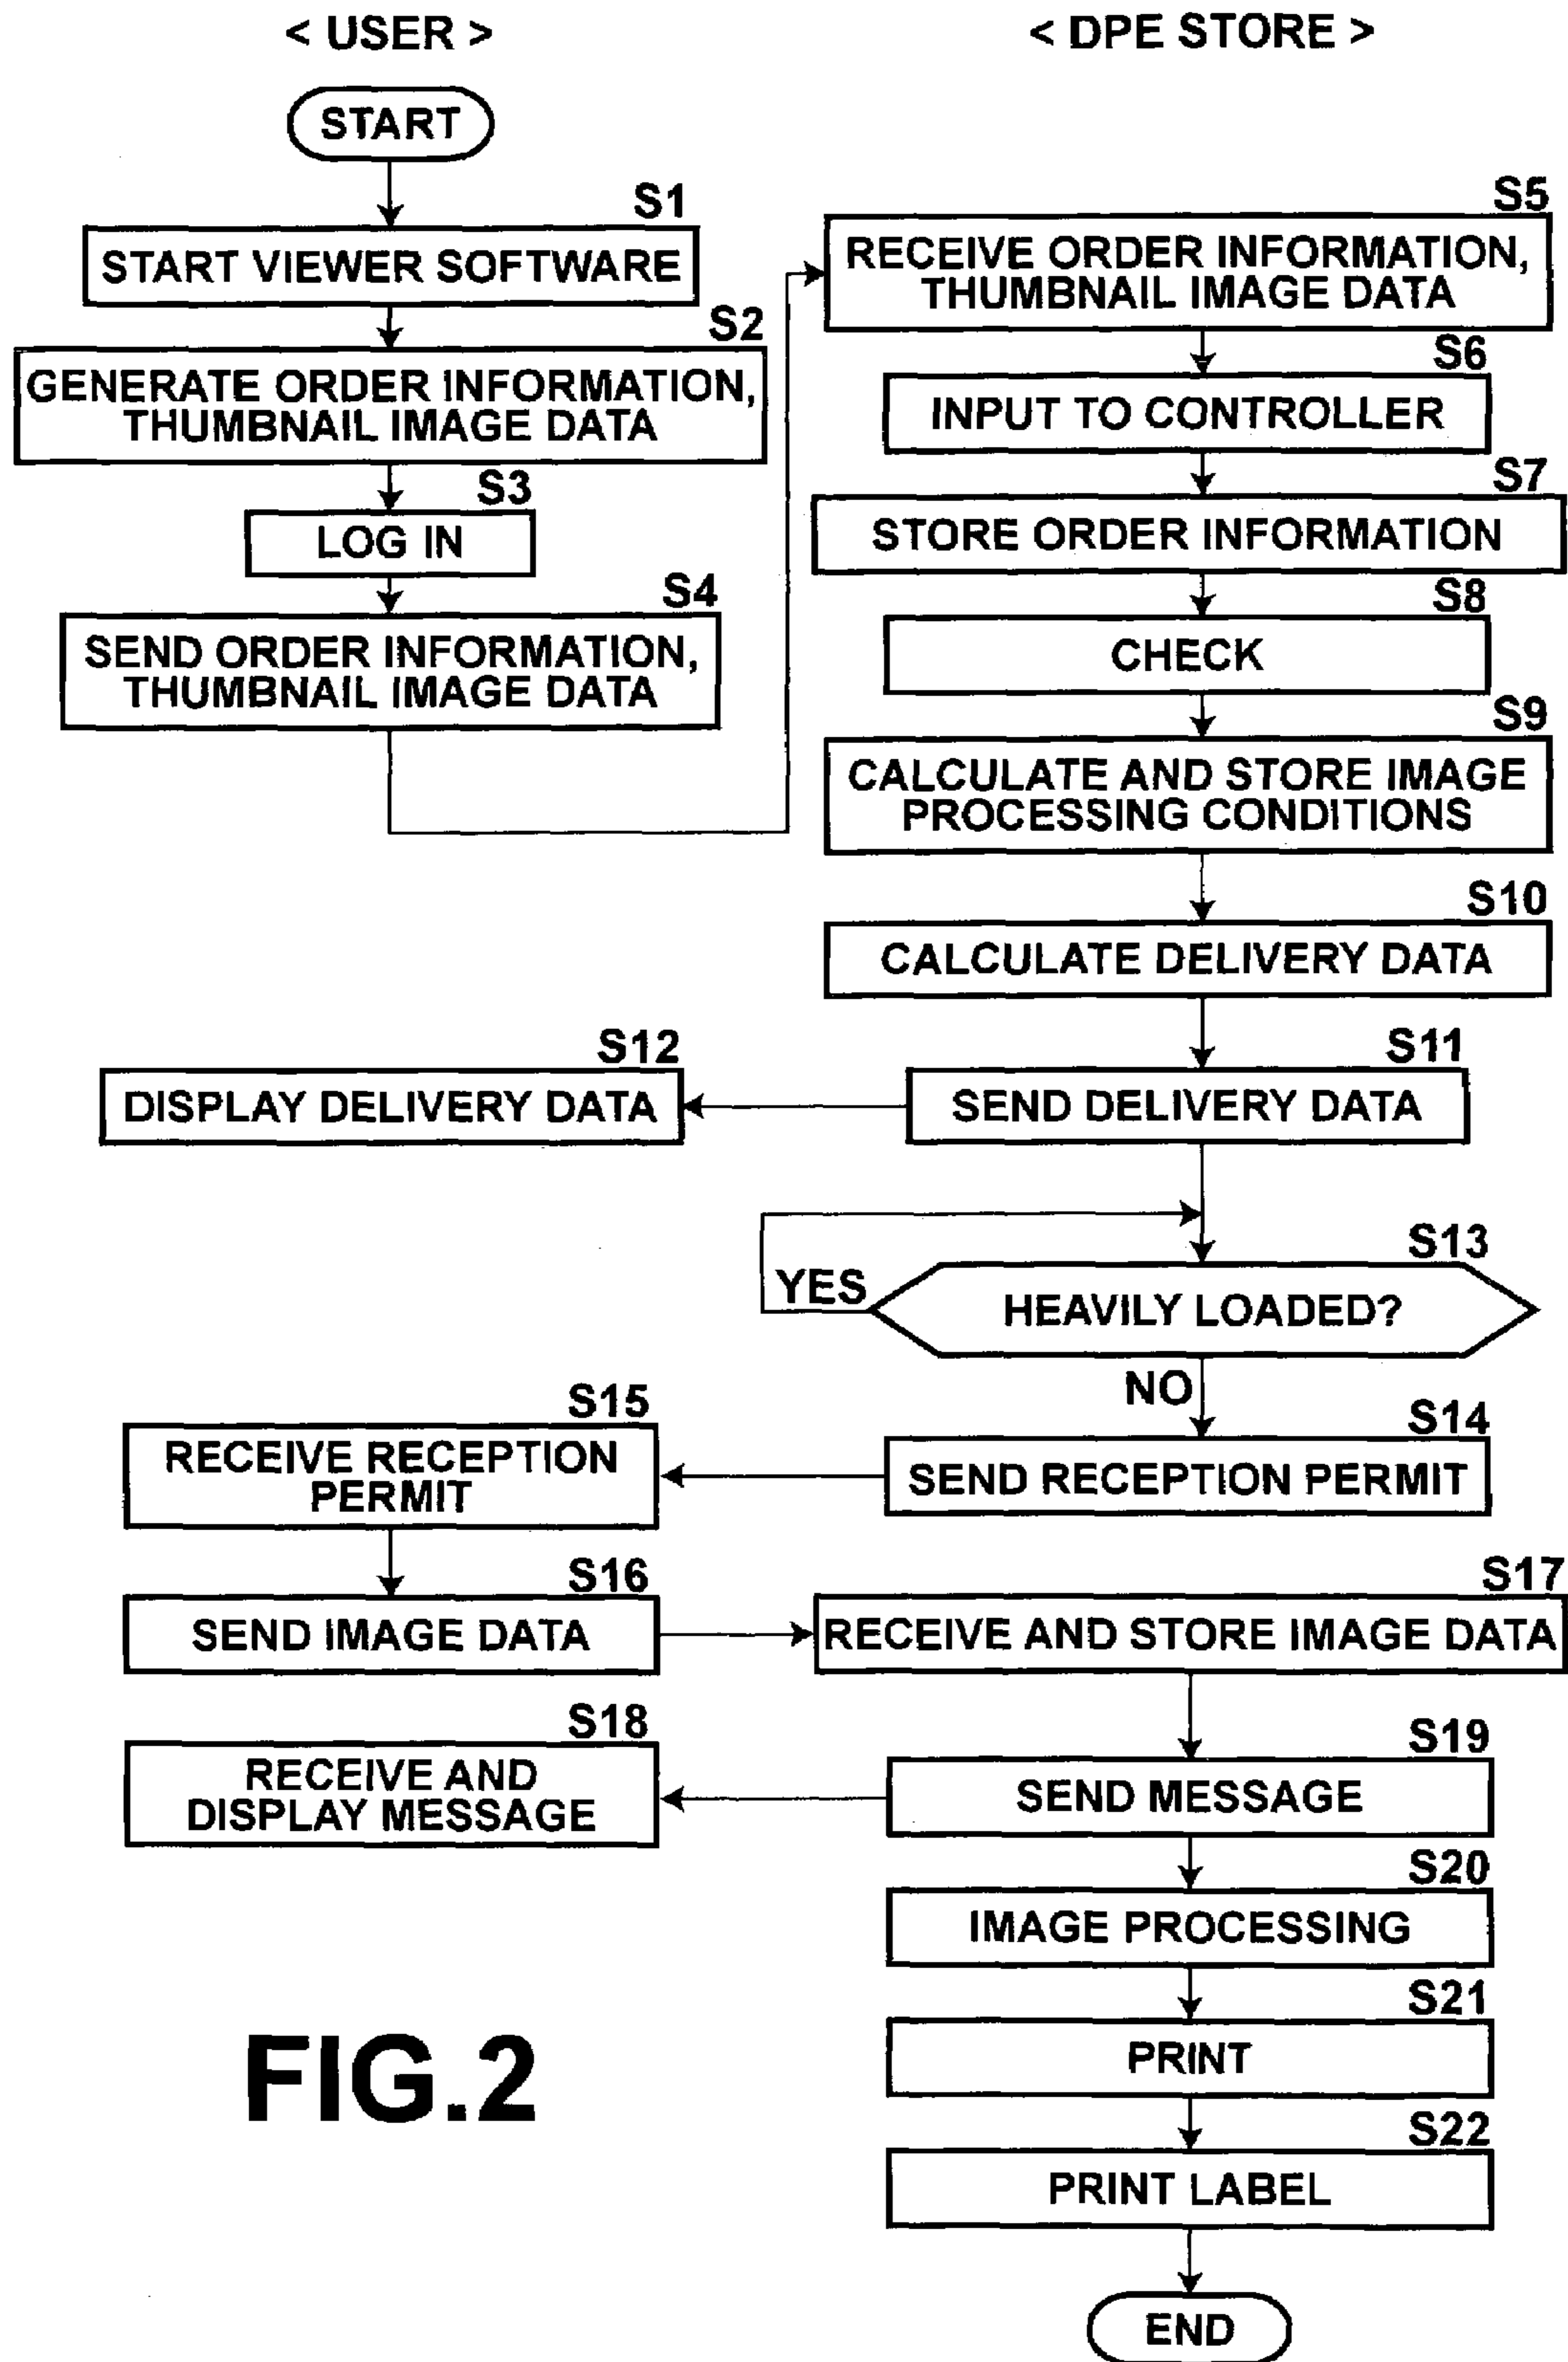 < USER >
START
S1
START VIEWER SOFTWARE
S2
GENERATE ORDER INFORMATION,
THUMBNAIL IMAGE DATA
S3
LOG IN
S4
SEND ORDER INFORMATION,
THUMBNAIL IMAGE DATA
< DPE STORE >
S5
RECEIVE ORDER INFORMATION,
THUMBNAIL IMAGE DATA
S6
INPUT TO CONTROLLER
S7
STORE ORDER INFORMATION
S8
CHECK
S9
CALCULATE AND STORE IMAGE
PROCESSING CONDITIONS
S10
CALCULATE DELIVERY DATA
S11
SEND DELIVERY DATA
S12
DISPLAY DELIVERY DATA
S13
HEAVILY LOADED?
YES
NO
S14
SEND RECEPTION PERMIT
S15
RECEIVE RECEPTION
PERMIT
S16
SEND IMAGE DATA
S17
RECEIVE AND STORE IMAGE DATA
S18
RECEIVE AND
DISPLAY MESSAGE
S19
SEND MESSAGE
S20
IMAGE PROCESSING
S21
PRINT
S22
PRINT LABEL
END
FIG.2